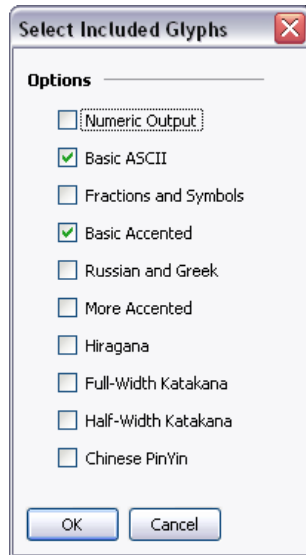 Select Included Glyphs
Options
Numeric Output
Basic ASCII
Fractions and Symbols
Basic Accented
Russian and Greek
More Accented
Hiragana
Full-Width Katakana
Half-Width Katakana
Chinese PinYin
OK Cancel